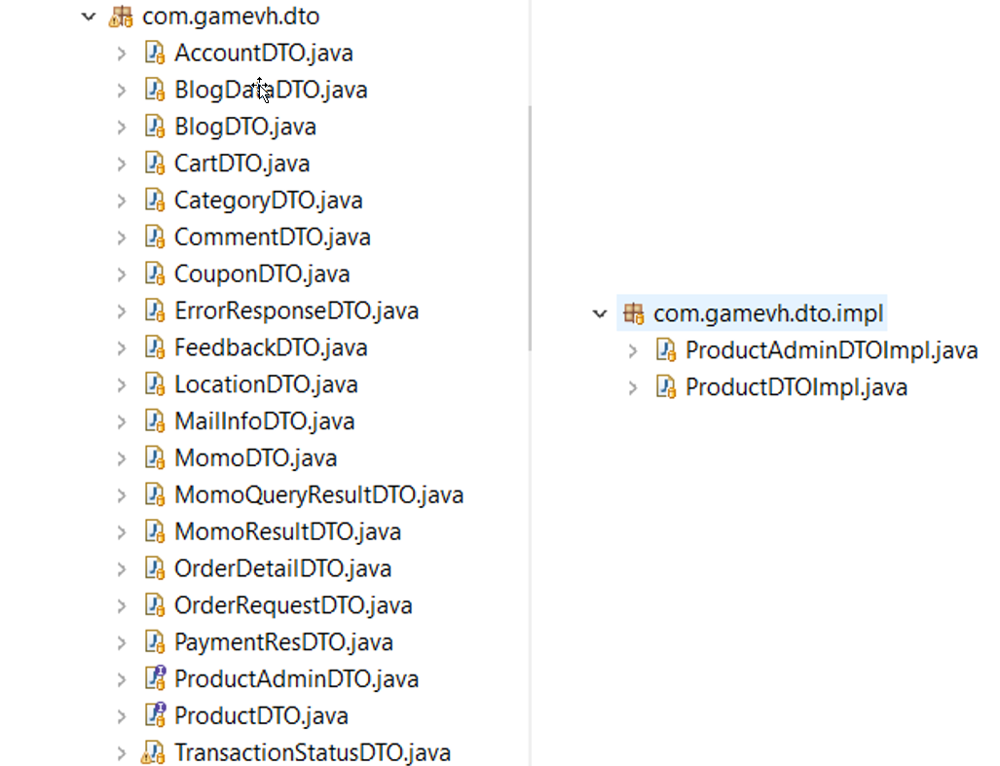 com.gamevh.dto
AccountDTO.java
BlogDataDTO.java
BlogDTO.java
CartDTO.java
CategoryDTO.java
CommentDTO.java
CouponDTO.java
ErrorResponseDTO.java
FeedbackDTO.java
LocationDTO.java
MailInfoDTO.java
MomoDTO.java
MomoQueryResultDTO.java
MomoResultDTO.java
OrderDetailDTO.java
OrderRequestDTO.java
PaymentResDTO.java
ProductAdminDTO.java
ProductDTO.java
TransactionStatusDTO.java
com.gamevh.dto.impl
ProductAdminDTOImpl.java
ProductDTOImpl.java